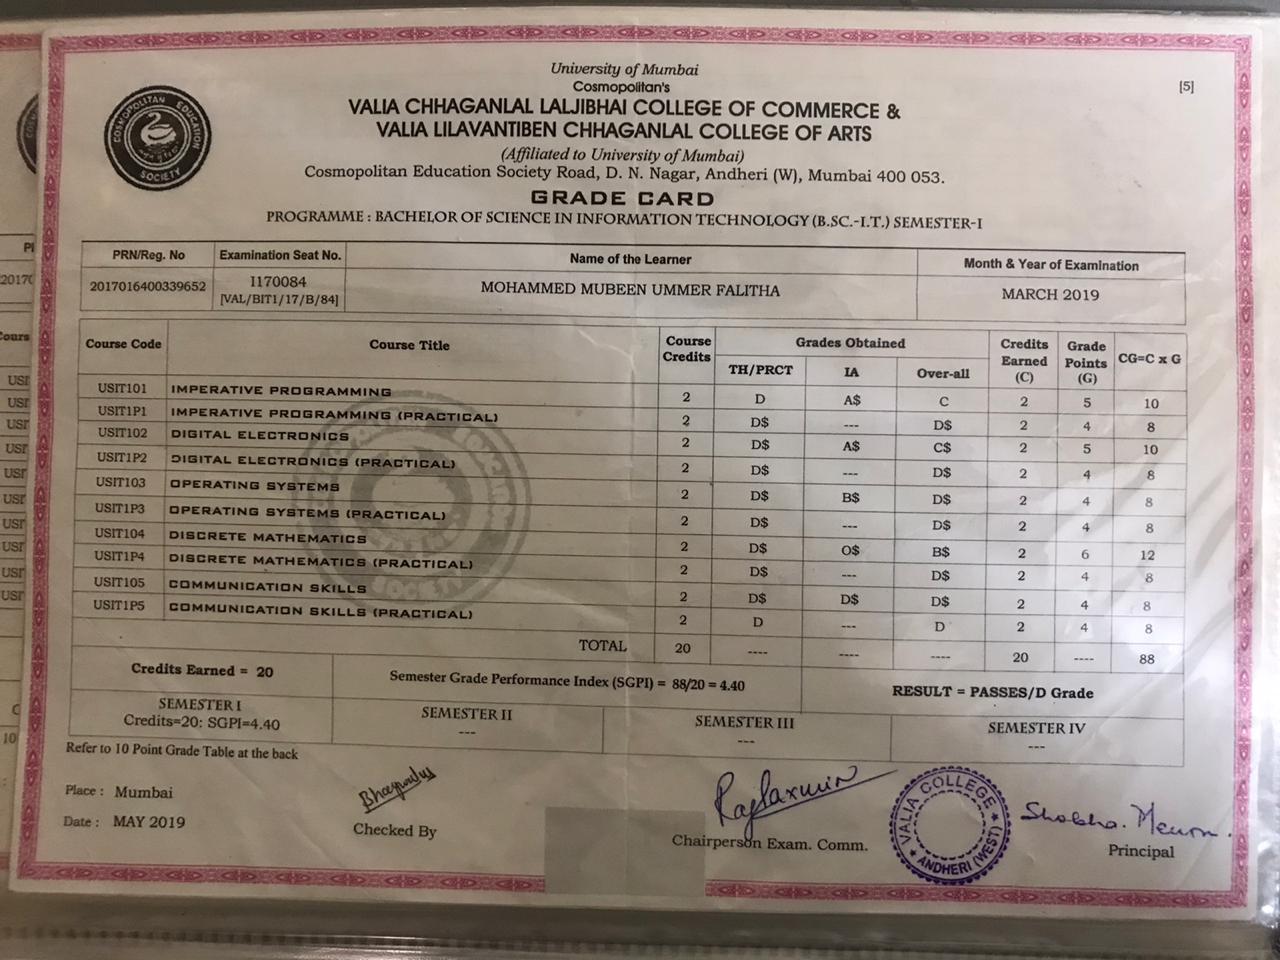 University of Mumbai
Cosmopolitan's
VALIA CHHAGANLAL LALJIBHAI COLLEGE OF COMMERCE &
VALIA LILAVANTIBEN CHHAGANLAL COLLEGE OF ARTS
(Affiliated to University of Mumbai)
Cosmopolitan Education Society Road, D. N. Nagar, Andheri (W), Mumbai 400 053.
[5]
COSMOPOLITAN EDUCATION SOCIETY
GRADE CARD
PROGRAMME : BACHELOR OF SCIENCE IN INFORMATION TECHNOLOGY (B.SC.-I.T.) SEMESTER-I
PRN/Reg. No Examination Seat No. Name of the Learner Month & Year of Examination
2017016400339652 1170084 [VAL/BIT1/17/B/84] MOHAMMED MUBEEN UMMER FALITHA MARCH 2019
Course Code Course Title Course Credits Grades Obtained Credits Earned (C) Grade Points (G) CG=C x G
TH/PRCT IA Over-all
USIT101 IMPERATIVE PROGRAMMING 2 D A$ C 2 5 10
USIT1P1 IMPERATIVE PROGRAMMING (PRACTICAL) 2 D$ --- D$ 2 4 8
USIT102 DIGITAL ELECTRONICS 2 D$ A$ C$ 2 5 10
USIT1P2 DIGITAL ELECTRONICS (PRACTICAL) 2 D$ --- D$ 2 4 8
USIT103 OPERATING SYSTEMS 2 D$ B$ D$ 2 4 8
USIT1P3 OPERATING SYSTEMS (PRACTICAL) 2 D$ --- D$ 2 4 8
USIT104 DISCRETE MATHEMATICS 2 D$ O$ B$ 2 6 12
USIT1P4 DISCRETE MATHEMATICS (PRACTICAL) 2 D$ --- D$ 2 4 8
USIT105 COMMUNICATION SKILLS 2 D$ D$ D$ 2 4 8
USIT1P5 COMMUNICATION SKILLS (PRACTICAL) 2 D --- D 2 4 8
TOTAL 20 ---- ---- ---- 20 ---- 88
Credits Earned = 20 Semester Grade Performance Index (SGPI) = 88/20 = 4.40 RESULT = PASSES/D Grade
SEMESTER I SEMESTER II SEMESTER III SEMESTER IV
Credits=20: SGPI=4.40 --- --- ---
Refer to 10 Point Grade Table at the back
Place : Mumbai
Date : MAY 2019
Checked By
Chairperson Exam. Comm.
VALIA COLLEGE ANDHERI (WEST)
Shobha. Menon.
Principal